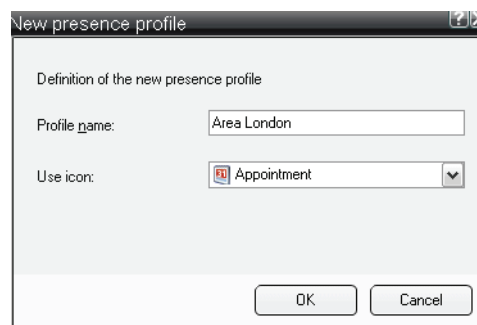 New presence profile
Definition of the new presence profile
Profile name:
Area London
Use icon:
Appointment
OK
Cancel